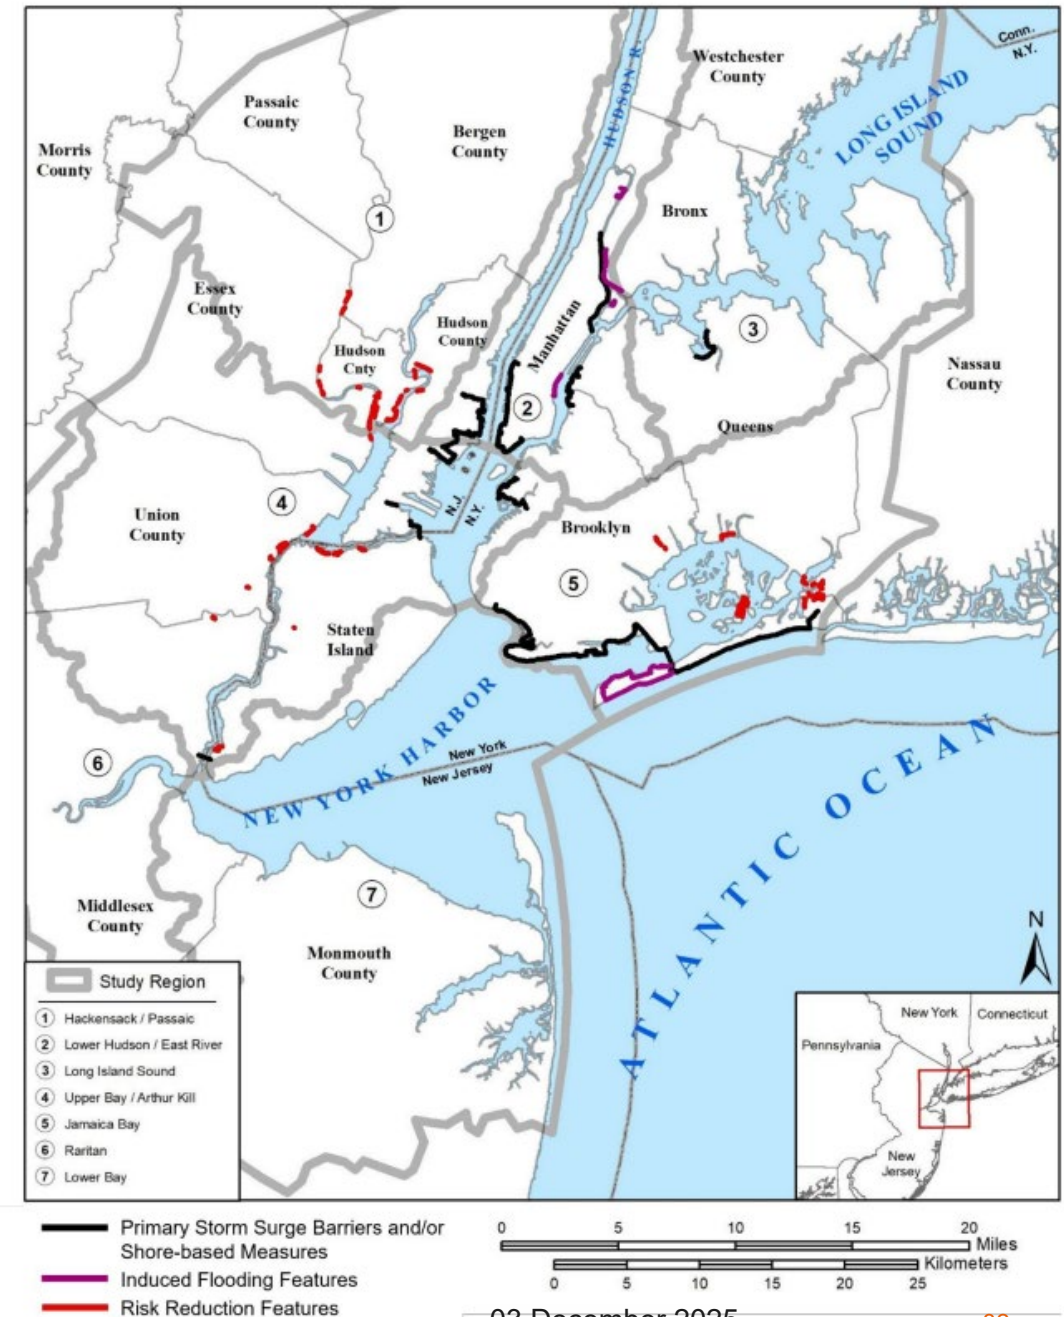 Conn.
N.Y.
Westchester
County
HUDSON R.
LONG ISLAND
SOUND
Passaic
County
Bergen
County
Morris
County
1
Bronx
Essex
County
Hudson
County
Hudson
Cnty
Manhattan
3
Nassau
County
2
Queens
4
N.J.
N.Y.
Union
County
Brooklyn
5
Staten
Island
6
NEW YORK HARBOR
New York
New Jersey
ATLANTIC OCEAN
7
Middlesex
County
Monmouth
County
N
Study Region
1 Hackensack / Passaic
2 Lower Hudson / East River
3 Long Island Sound
4 Upper Bay / Arthur Kill
5 Jamaica Bay
6 Raritan
7 Lower Bay
New York
Connecticut
Pennsylvania
New
Jersey
Primary Storm Surge Barriers and/or
Shore-based Measures
Induced Flooding Features
Risk Reduction Features
0 5 10 15 20
Miles
Kilometers
0 5 10 15 20 25
03 December 2025